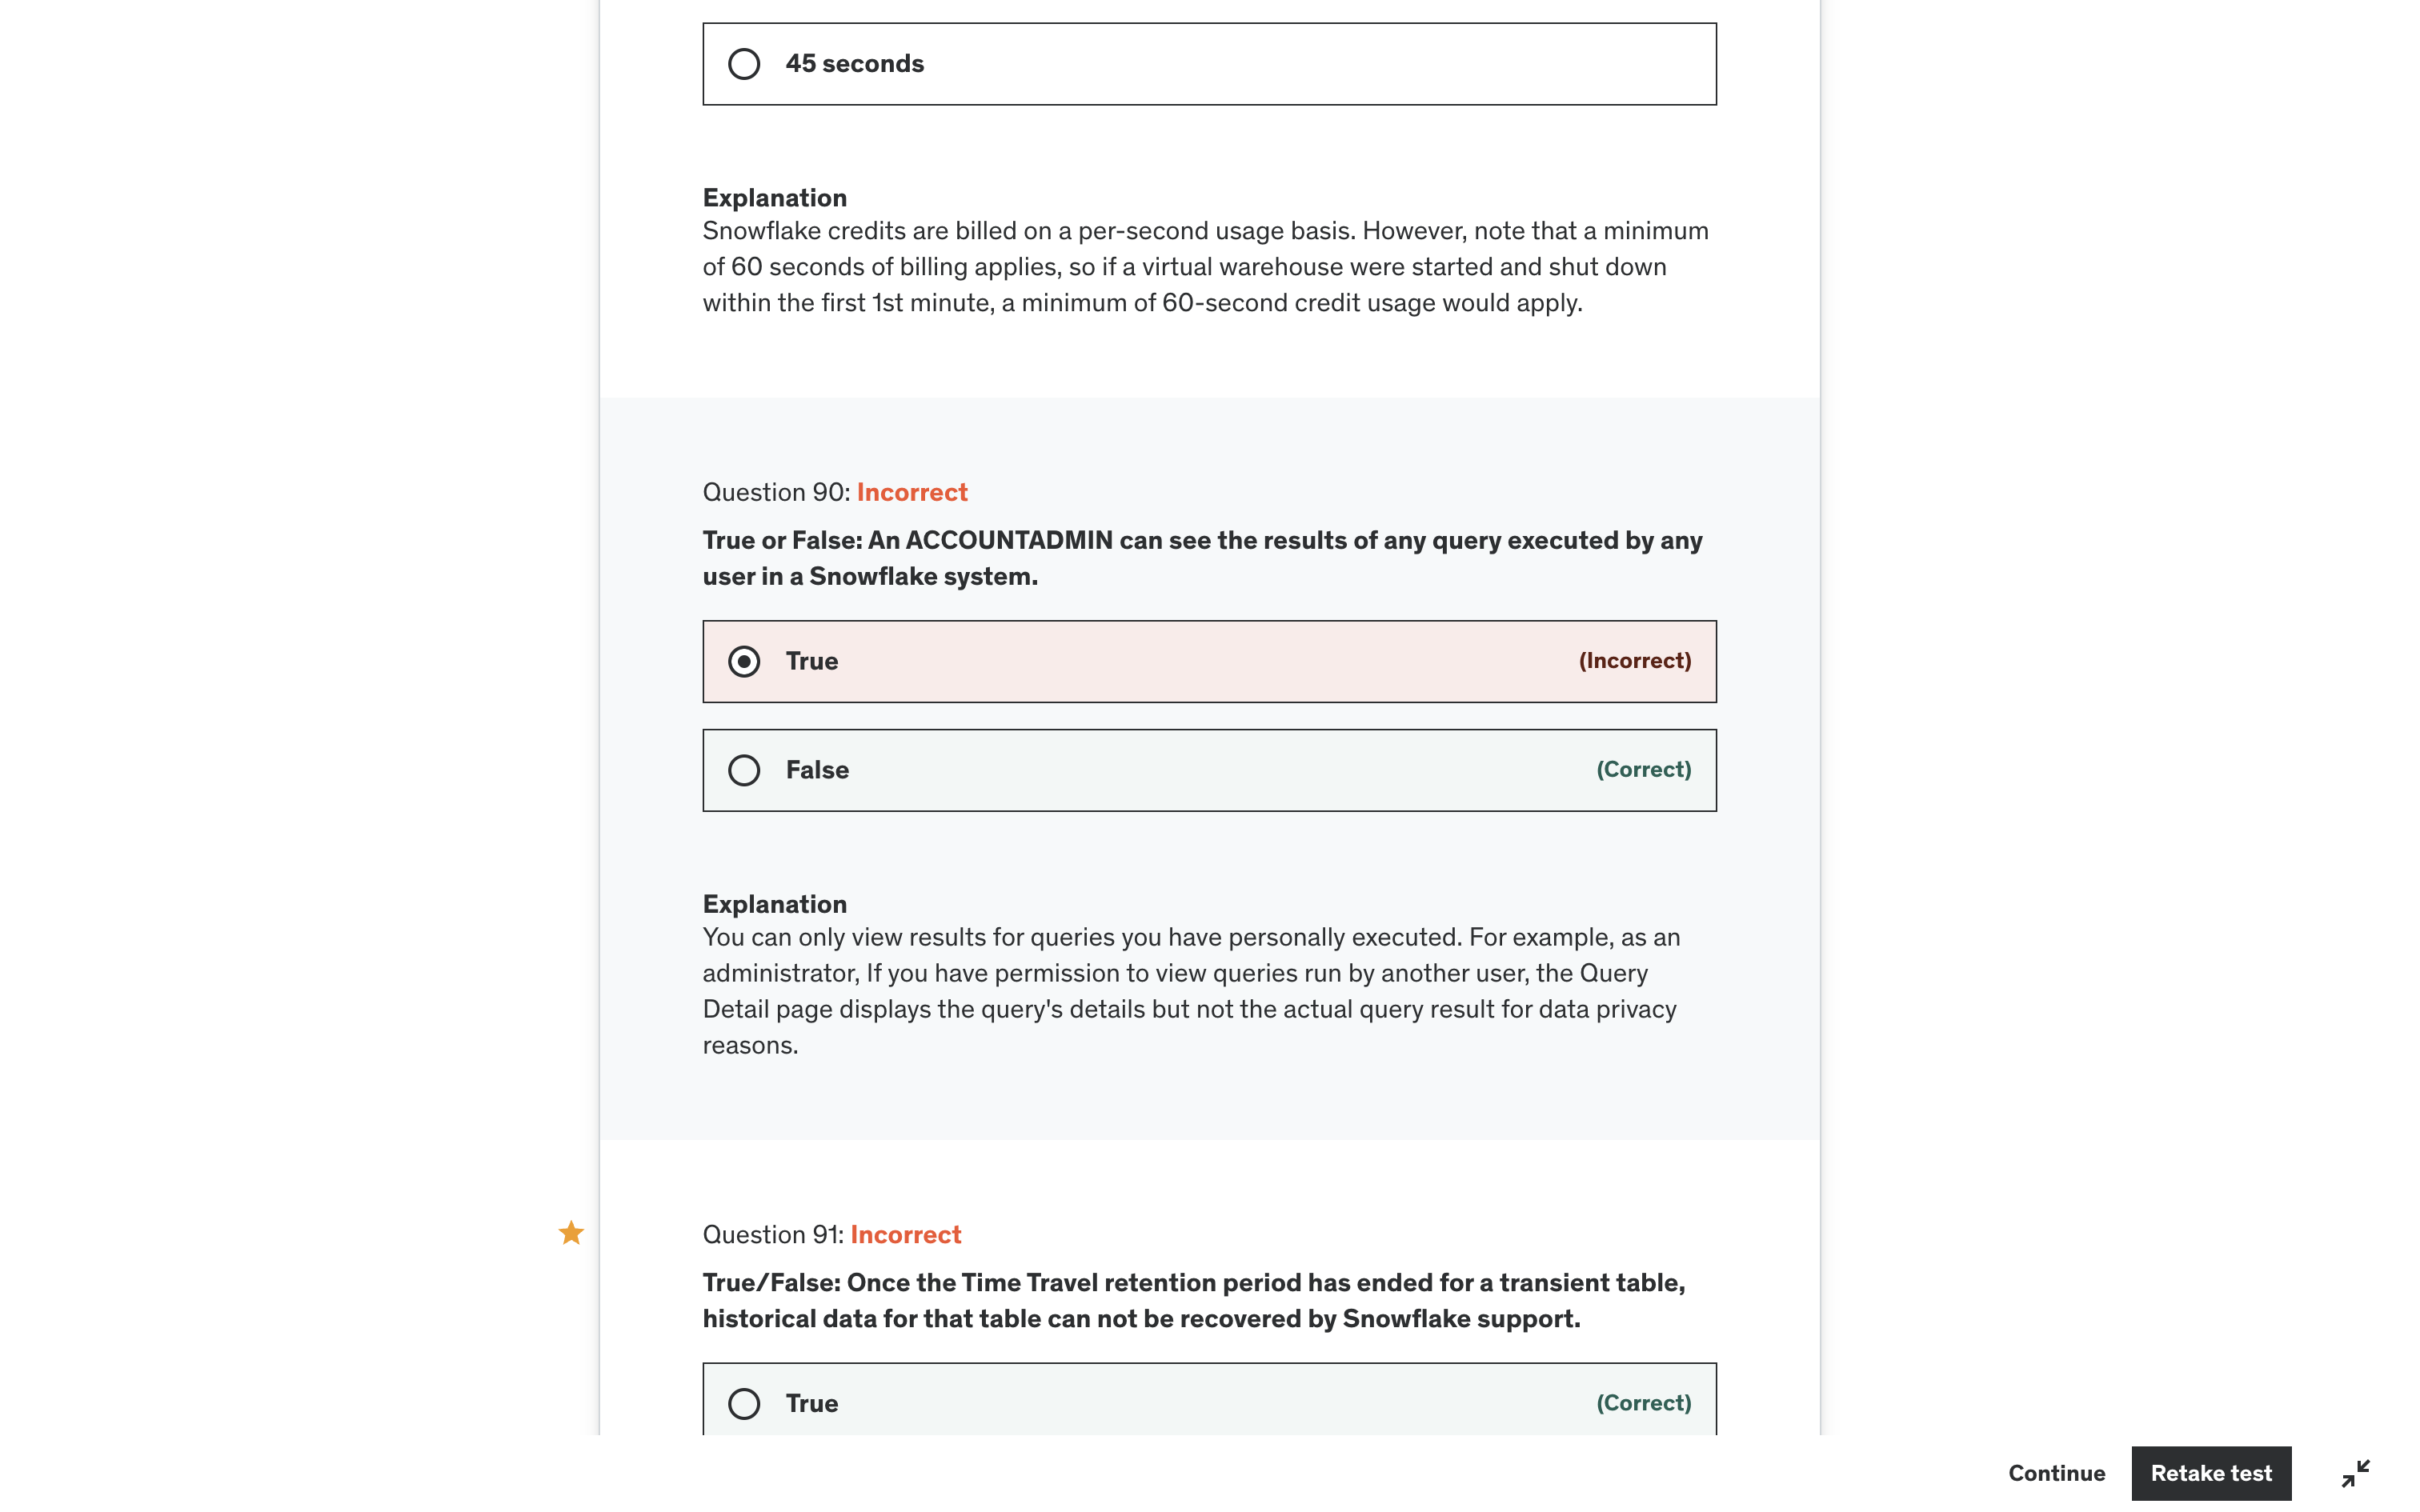 45 seconds
Explanation
Snowflake credits are billed on a per-second usage basis. However, note that a minimum
of 60 seconds of billing applies, so if a virtual warehouse were started and shut down
within the first 1st minute, a minimum of 60-second credit usage would apply.
Question 90: Incorrect
True or False: An ACCOUNTADMIN can see the results of any query executed by any
user in a Snowflake system.
True (Incorrect)
False (Correct)
Explanation
You can only view results for queries you have personally executed. For example, as an
administrator, If you have permission to view queries run by another user, the Query
Detail page displays the query's details but not the actual query result for data privacy
reasons.
Question 91: Incorrect
True/False: Once the Time Travel retention period has ended for a transient table,
historical data for that table can not be recovered by Snowflake support.
True (Correct)
Continue Retake test